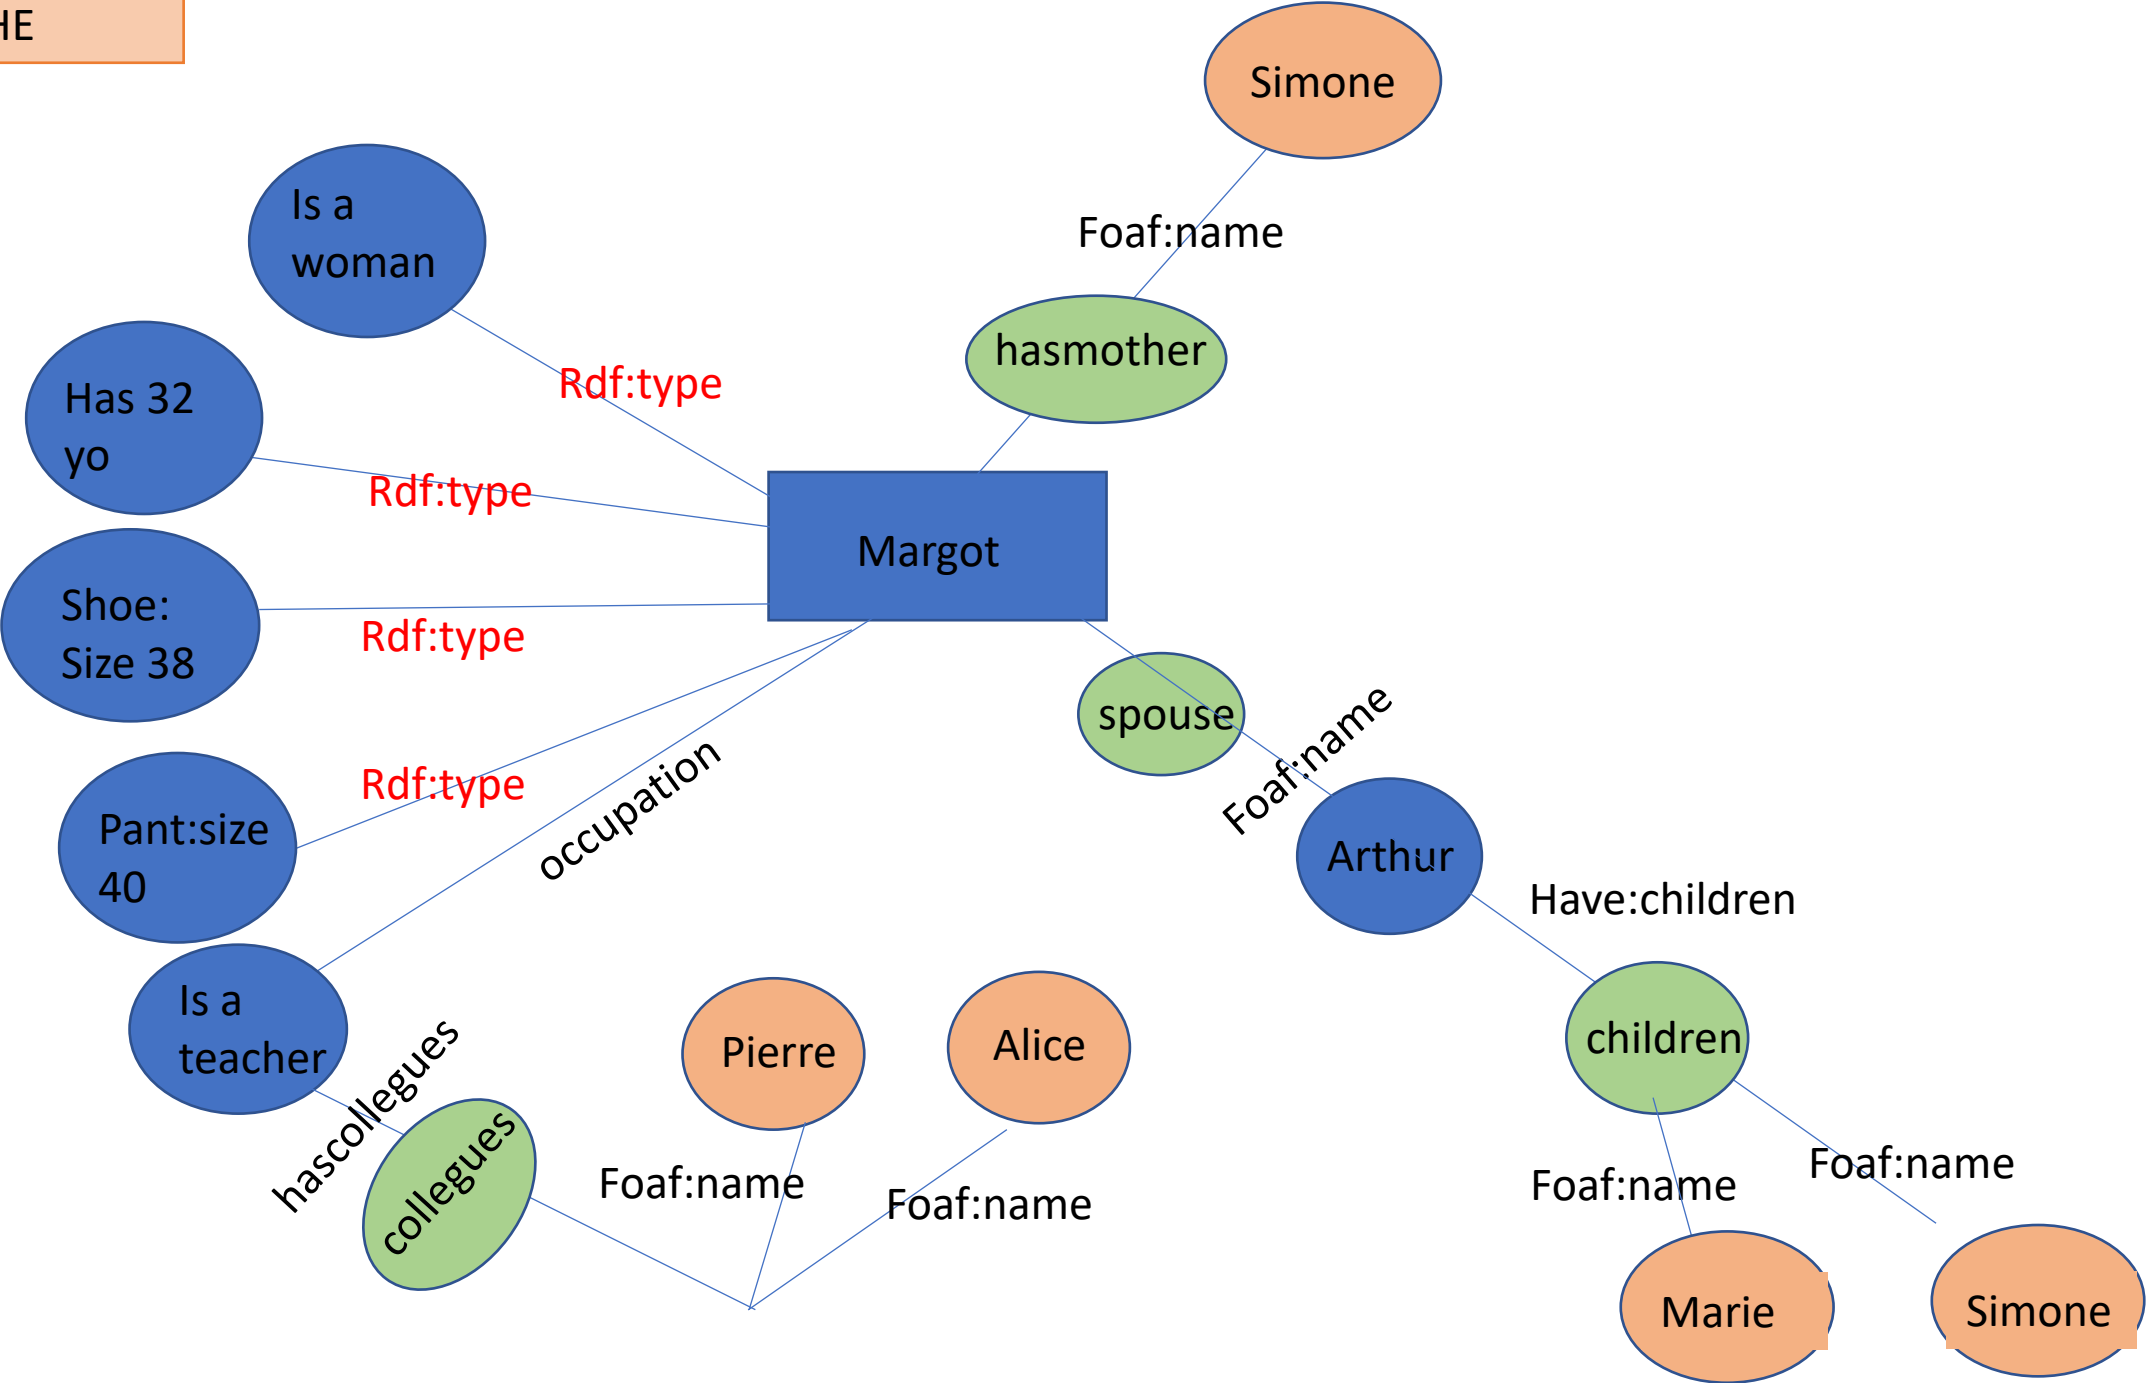 HE
Simone
Is a
woman
Foaf:name
hasmother
Rdf:type
Has 32
yo
Rdf:type
Margot
Shoe:
Size 38
Rdf:type
spouse
Foaf:name
Rdf:type
occupation
Pant:size
40
Arthur
Have:children
Is a
teacher
hascollegues
Pierre
Alice
children
collegues
Foaf:name
Foaf:name
Foaf:name
Foaf:name
Marie
Simone